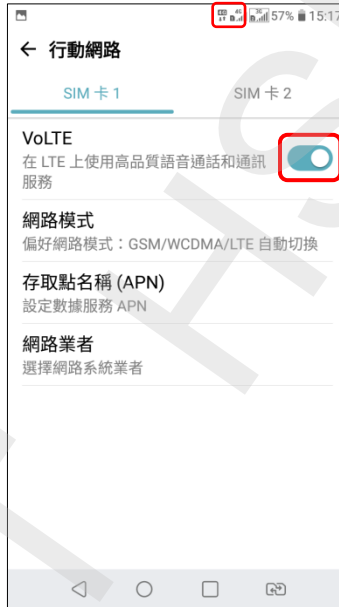 57% 15:17
行動網路
SIM 卡 1
SIM 卡 2
VoLTE
在 LTE 上使用高品質語音通話和通訊
服務
網路模式
偏好網路模式：GSM/WCDMA/LTE 自動切換
存取點名稱 (APN)
設定數據服務 APN
網路業者
選擇網路系統業者